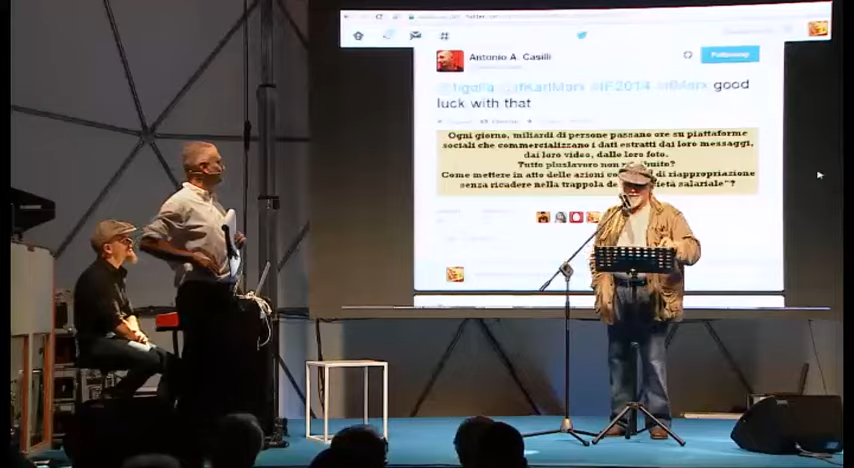 Twitter
Antonio A. Casilli
Following
#IF2014 good
luck with that
Ogni giorno, miliardi di persone passano ore su piattaforme
sociali che commercializzano dati estratti dai loro messaggi,
dai loro video, dalle loro foto.
Tutto pluslavoro non
Come mettere in atto delle azioni di riappropriazione
senza ricadere nella trappola salariale"?